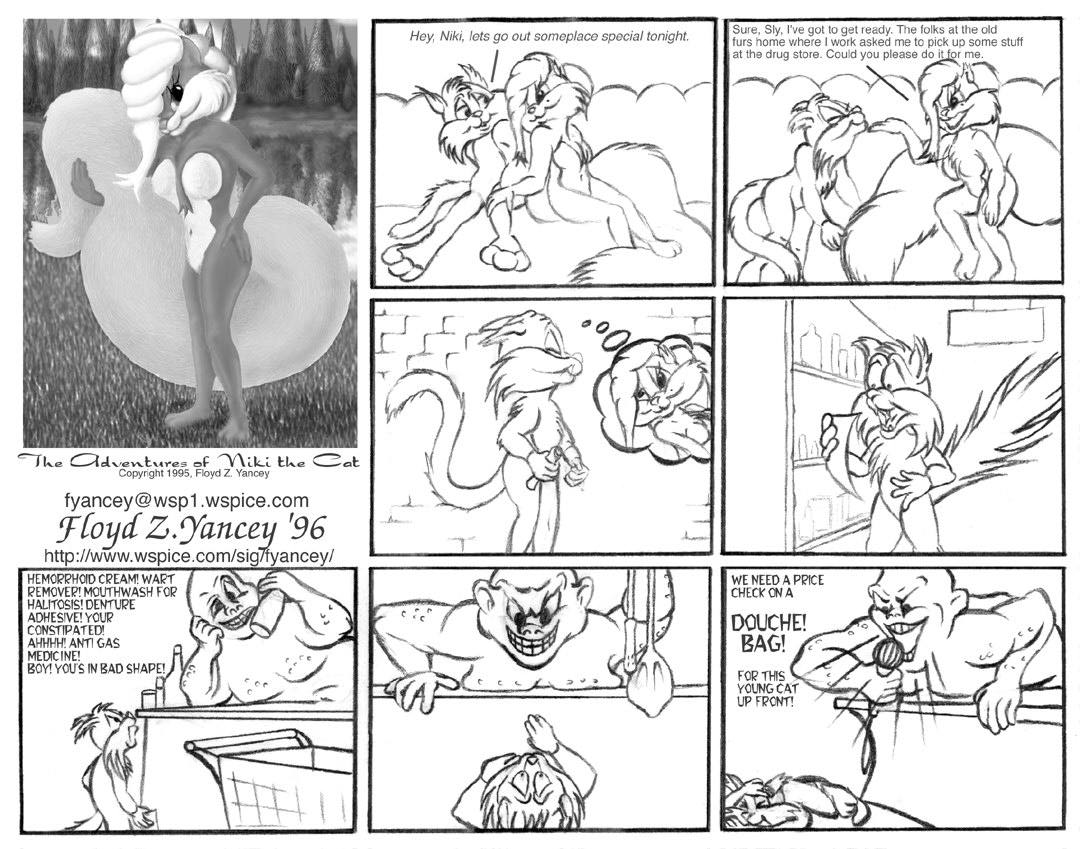 Hey, Niki, lets go out someplace special tonight.
Sure, Sly, I've got to get ready. The folks at the old
furs home where I work asked me to pick up some stuff
at the drug store. Could you please do it for me.
The Adventures of Niki the Cat
Copyright 1995, Floyd Z. Yancey
fyancey@wsp1.wspice.com
Floyd Z.Yancey '96
http://www.wspice.com/sig/fyancey/
HEMORRHOID CREAM! WART
REMOVER! MOUTHWASH FOR
HALITOSIS! DENTURE
ADHESIVE! YOUR
CONSTIPATED!
AHHHH! ANTI GAS
MEDICINE!
BOY! YOU'S IN BAD SHAPE!
WE NEED A PRICE
CHECK ON A
DOUCHE!
BAG!
FOR THIS
YOUNG CAT
UP FRONT!